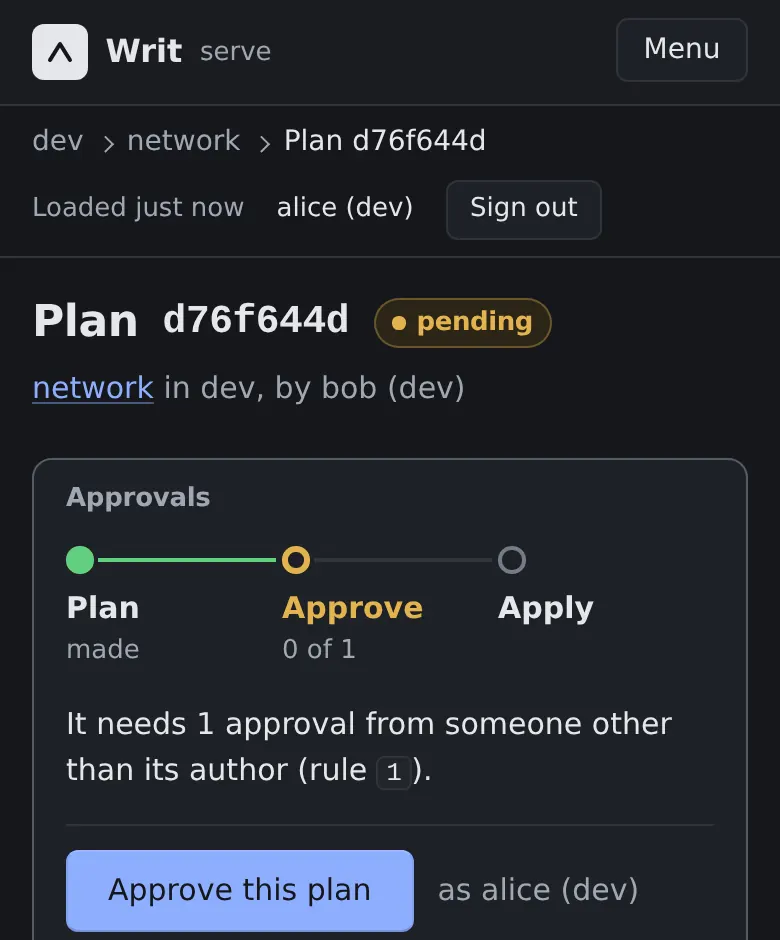 Writ serve Menu
dev > network > Plan d76f644d
Loaded just now alice (dev) Sign out
Plan d76f644d pending
network in dev, by bob (dev)
Approvals
Plan Approve Apply
made 0 of 1
It needs 1 approval from someone other
than its author (rule 1).
Approve this plan as alice (dev)